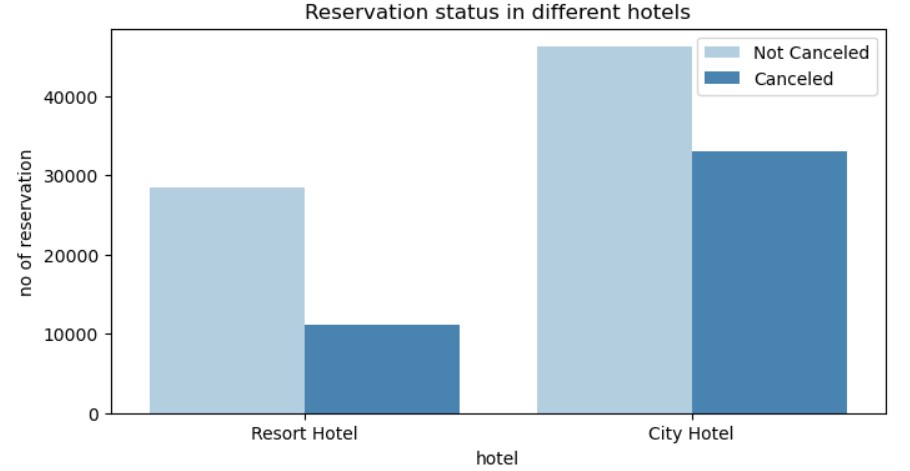 Reservation status in different hotels
Not Canceled
Canceled
40000
30000
20000
10000
0
no of reservation
Resort Hotel
City Hotel
hotel